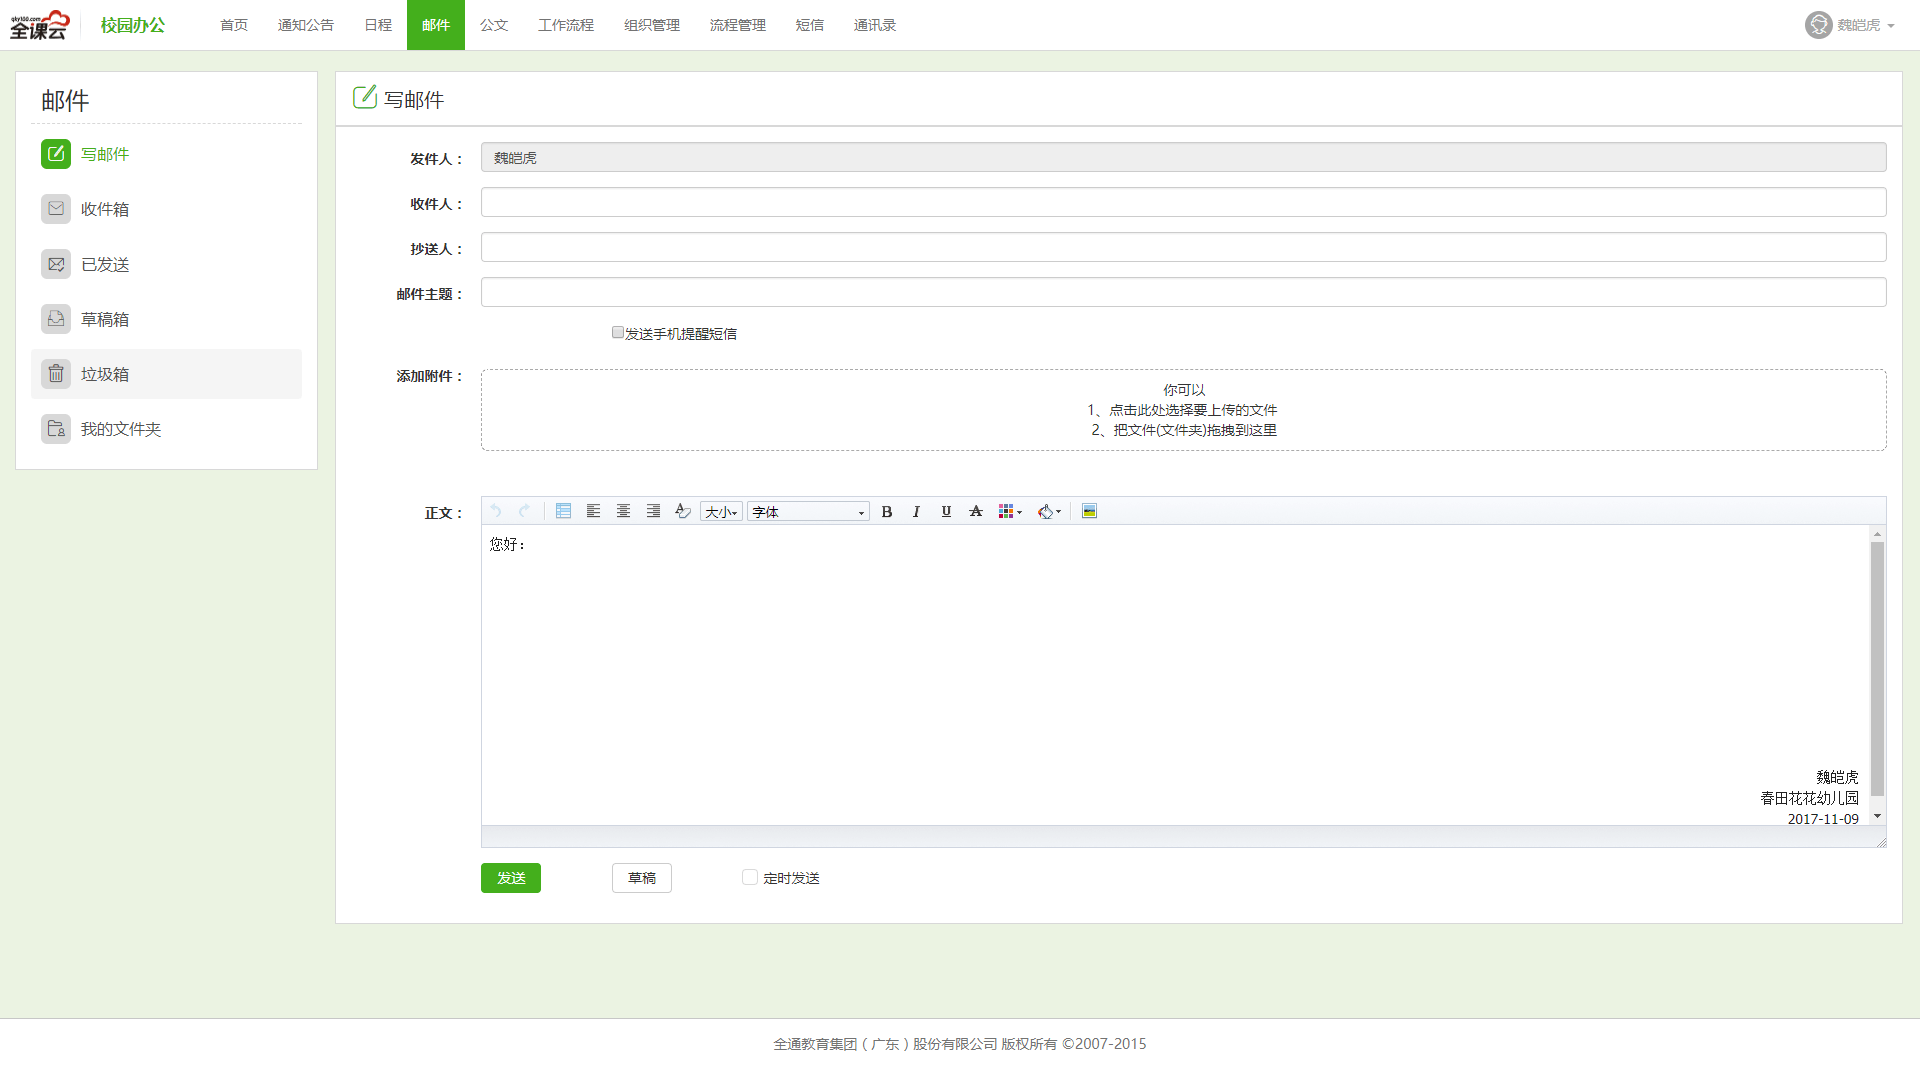 qky100.com
全课云
校园办公
首页 通知公告 日程 邮件 公文 工作流程 组织管理 流程管理 短信 通讯录
魏皑虎
邮件
写邮件
收件箱
已发送
草稿箱
垃圾箱
我的文件夹
写邮件
发件人： 魏皑虎
收件人：
抄送人：
邮件主题：
发送手机提醒短信
添加附件：
你可以
1、点击此处选择要上传的文件
2、把文件(文件夹)拖拽到这里
正文：
大小 字体 B I U A
您好：
魏皑虎
春田花花幼儿园
2017-11-09
发送 草稿 定时发送
全通教育集团（广东）股份有限公司 版权所有 ©2007-2015